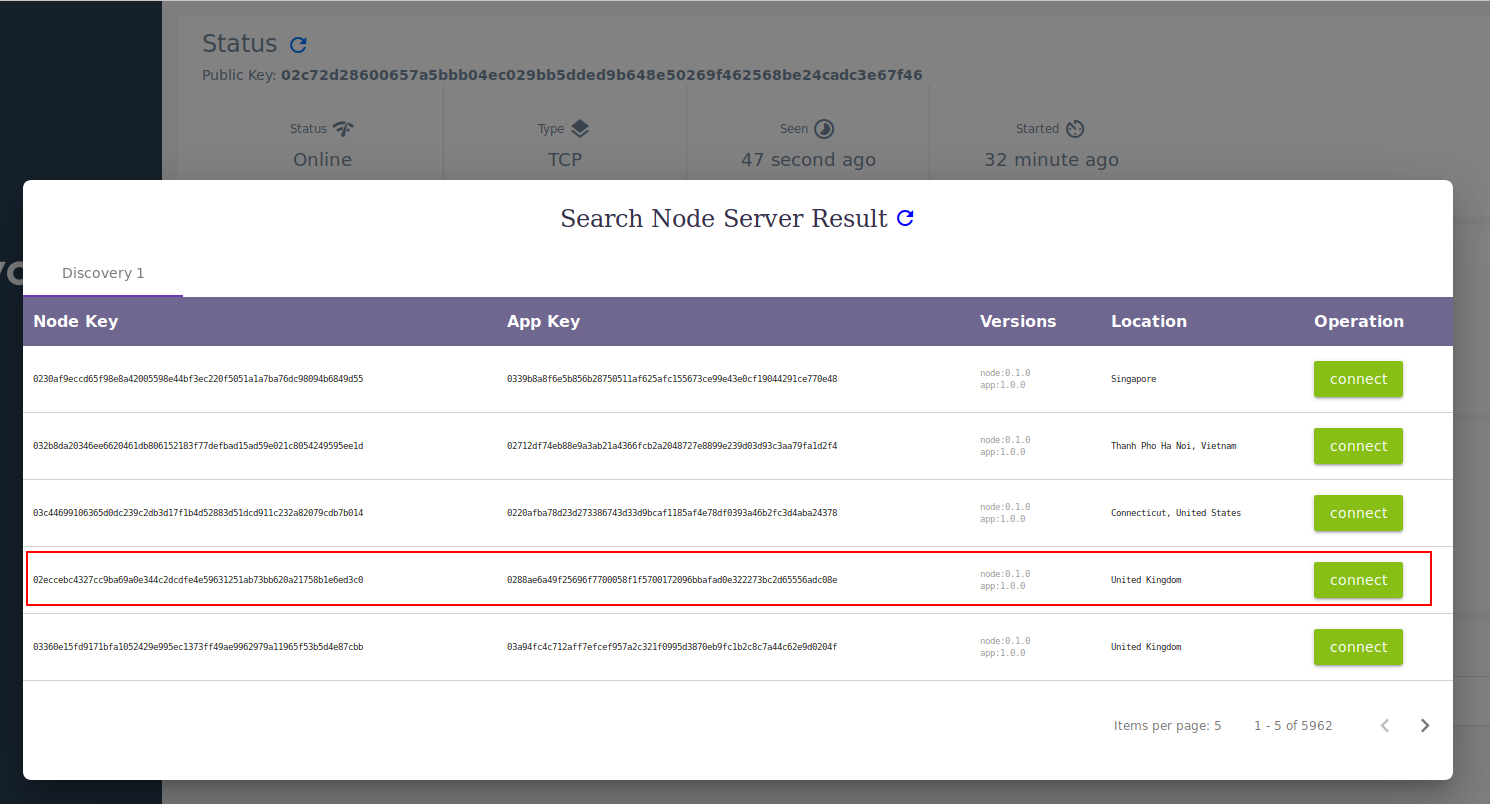 Status
Public Key: 02c72d28600657a5bbb04ec029bb5dded9b648e50269f462568be24cadc3e67f46
Status Type Seen Started
Online TCP 47 second ago 32 minute ago
Search Node Server Result
Discovery 1
Node Key App Key Versions Location Operation
0230af9eccd65f98e8a42005598e44bf3ec220f5051a1a7ba76dc98094b6849d55 0339b8a8f6e5b856b28750511af625afc155673ce99e43e0cf19044291ce770e48 node:0.1.0 Singapore connect
app:1.0.0
032b8da20346ee6620461db806152183f77defbad15ad59e021c8054249595ee1d 02712df74eb88e9a3ab21a4366fcb2a2048727e8899e239d03d93c3aa79fa1d2f4 node:0.1.0 Thanh Pho Ha Noi, Vietnam connect
app:1.0.0
03c44699106365d0dc239c2db3d17f1b4d52883d51dcd911c232a82079cdb7b014 0220afba78d23d273386743d33d9bcaf1185af4e78df0393a46b2fc3d4aba24378 node:0.1.0 Connecticut, United States connect
app:1.0.0
02eccebc4327cc9ba69a0e344c2dcdfe4e59631251ab73bb620a21758b1e6ed3c0 0288ae6a49f25696f7700058f1f5700172096bbafad0e322273bc2d65556adc08e node:0.1.0 United Kingdom connect
app:1.0.0
03360e15fd9171bfa1052429e995ec1373ff49ae9962979a11965f53b5d4e87cbb 03a94fc4c712aff7efcef957a2c321f0995d3870eb9fc1b2c8c7a44c62e9d0204f node:0.1.0 United Kingdom connect
app:1.0.0
Items per page: 5 1 - 5 of 5962